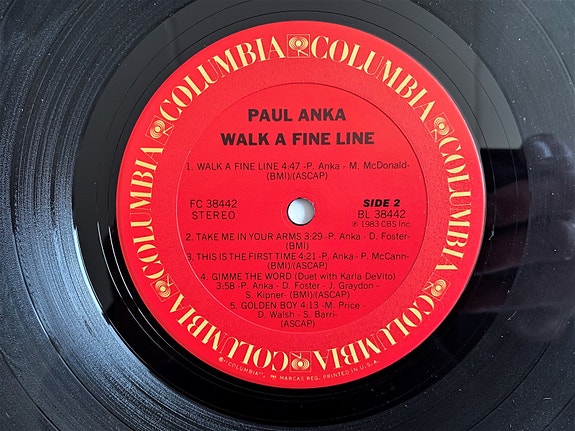 COLUMBIA COLUMBIA COLUMBIA COLUMBIA COLUMBIA COLUMBIA
PAUL ANKA
WALK A FINE LINE
1. WALK A FINE LINE 4:47 -P. Anka - M. McDonald-
(BMI)/(ASCAP)
FC 38442
STEREO
SIDE 2
BL 38442
℗ 1983 CBS Inc
2. TAKE ME IN YOUR ARMS 3:29 -P. Anka - D. Foster-
(BMI)
3. THIS IS THE FIRST TIME 4:21 -P. Anka - P. McCann-
(BMI)/(ASCAP)
4. GIMME THE WORD (Duet with Karla DeVito)
3:58 -P. Anka - D. Foster - J. Graydon -
S. Kipner- (BMI)/(ASCAP)
5. GOLDEN BOY 4:13 -M. Price -
D. Walsh - S. Barri-
(ASCAP)
"COLUMBIA", MARCAS REG. PRINTED IN U.S.A.